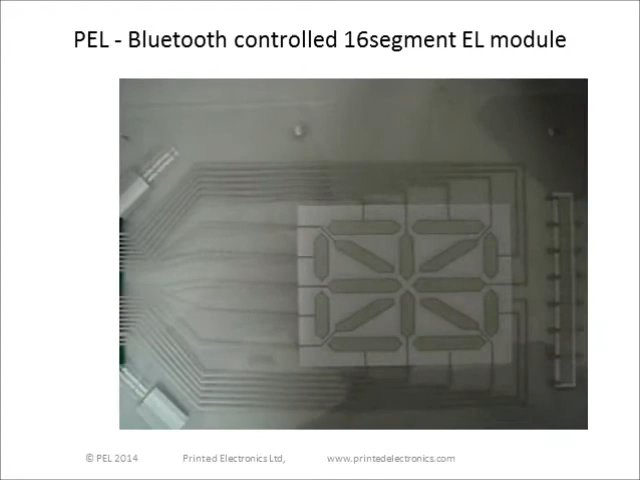 PEL - Bluetooth controlled 16segment EL module
© PEL 2014 Printed Electronics Ltd, www.printedelectronics.com